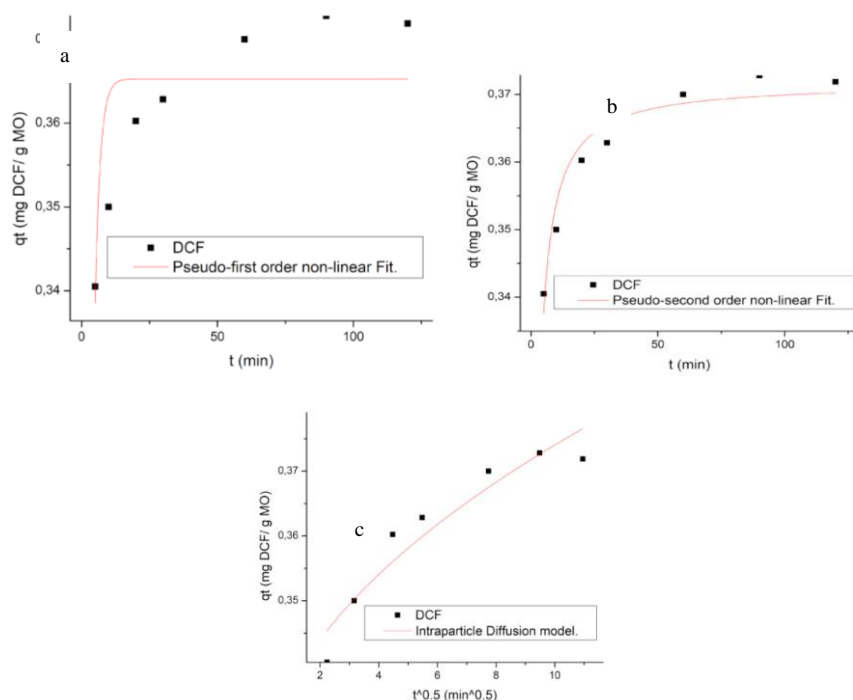 a
0,36
0,35
0,34
qt (mg DCF/ g MO)
DCF
Pseudo-first order non-linear Fit.
0
50
100
t (min)
b
0,37
0,36
0,35
0,34
qt (mg DCF/ g MO)
DCF
Pseudo-second order non-linear Fit.
0
50
100
t (min)
c
0,37
0,36
0,35
qt (mg DCF/ g MO)
DCF
Intraparticle Diffusion model.
2
4
6
8
10
t^0.5 (min^0.5)